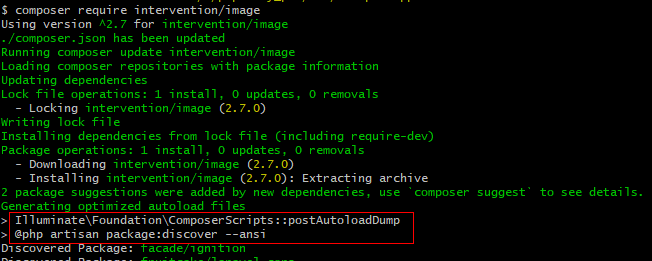 $ composer require intervention/image
Using version ^2.7 for intervention/image
./composer.json has been updated
Running composer update intervention/image
Loading composer repositories with package information
Updating dependencies
Lock file operations: 1 install, 0 updates, 0 removals
  - Locking intervention/image (2.7.0)
Writing lock file
Installing dependencies from lock file (including require-dev)
Package operations: 1 install, 0 updates, 0 removals
  - Downloading intervention/image (2.7.0)
  - Installing intervention/image (2.7.0): Extracting archive
2 package suggestions were added by new dependencies, use `composer suggest` to see details.
Generating optimized autoload files
> Illuminate\Foundation\ComposerScripts::postAutoloadDump
> @php artisan package:discover --ansi
Discovered Package: facade/ignition
Discovered Package: